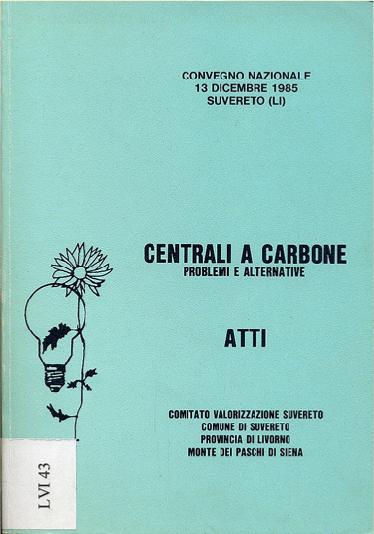 CONVEGNO NAZIONALE
13 DICEMBRE 1985
SUVERETO (LI)
CENTRALI A CARBONE
PROBLEMI E ALTERNATIVE
ATTI
COMITATO VALORIZZAZIONE SUVERETO
COMUNE DI SUVERETO
PROVINCIA DI LIVORNO
MONTE DEI PASCHI DI SIENA
LVI 43